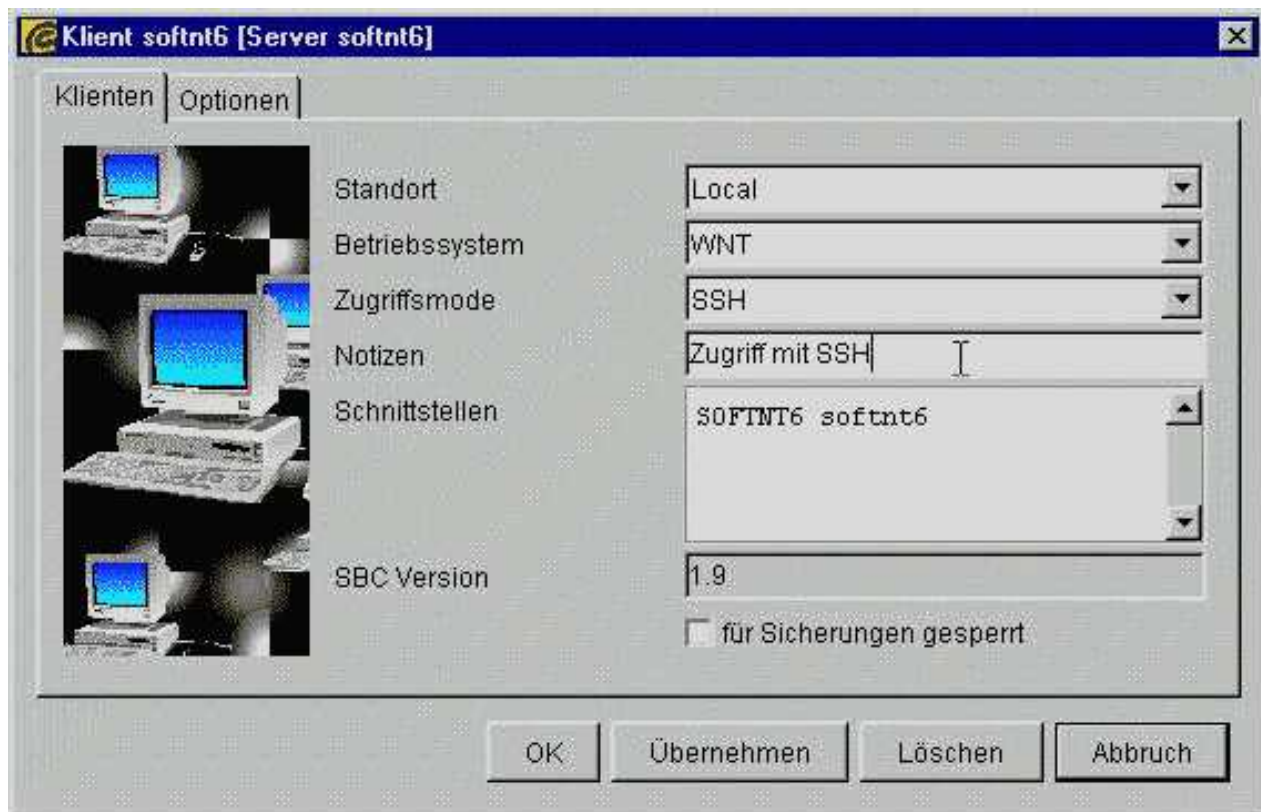 Klient softnt6 [Server softnt6]
Klienten Optionen
Standort Local
Betriebssystem WNT
Zugriffsmode SSH
Notizen Zugriff mit SSH
Schnittstellen SOFTNT6 softnt6
SBC Version 1.9
für Sicherungen gesperrt
OK Übernehmen Löschen Abbruch